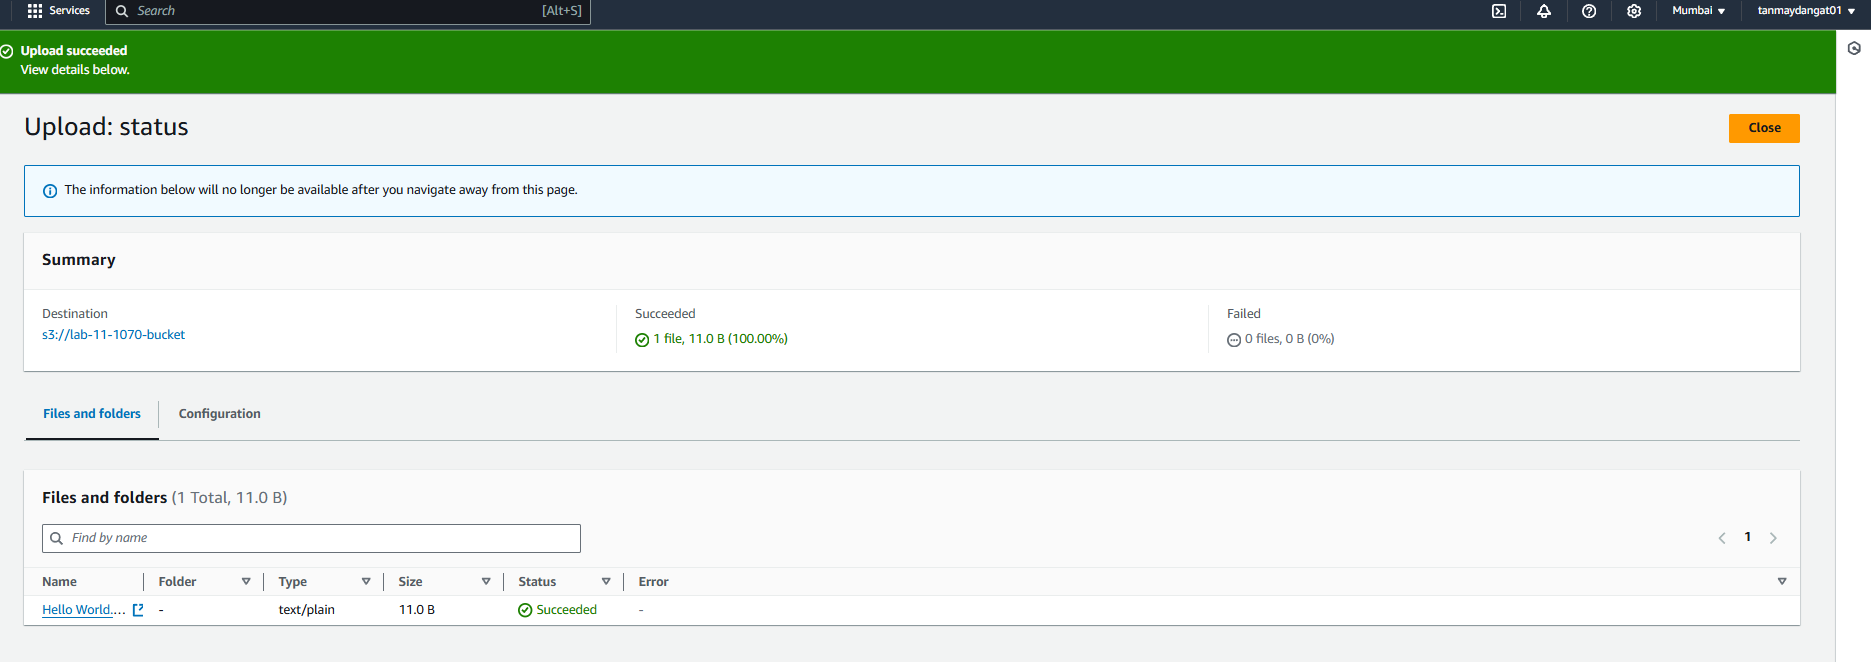 Services Search [Alt+S] Mumbai ▼ tanmaydangat01 ▼
Upload succeeded
View details below.
Upload: status
Close
The information below will no longer be available after you navigate away from this page.
Summary
Destination Succeeded Failed
s3://lab-11-1070-bucket 1 file, 11.0 B (100.00%) 0 files, 0 B (0%)
Files and folders Configuration
Files and folders (1 Total, 11.0 B)
Find by name
1
Name Folder Type Size Status Error
Hello World.... - text/plain 11.0 B Succeeded -